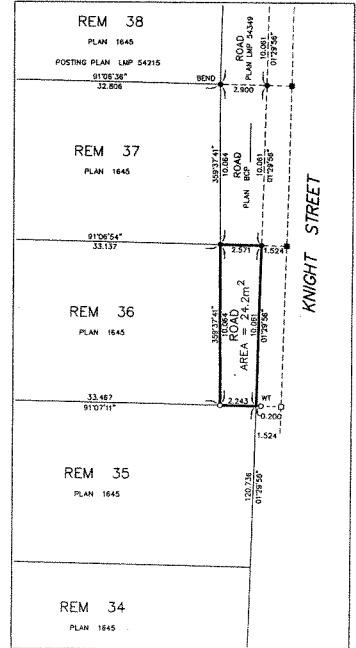 REM 38
PLAN 1645
POSTING PLAN LMP 54215
ROAD
PLAN LMP 54349
10.061
01°29'56"
91°06'36"
32.806
BEND
2.900
REM 37
PLAN 1645
359°37'41"
10.064
ROAD
PLAN BCP
10.061
01°29'56"
KNIGHT STREET
91°06'54"
33.137
2.571
1.524
REM 36
PLAN 1645
359°37'41"
10.064
ROAD
AREA = 24.2m²
10.061
01°29'56"
33.467
91°07'11"
2.243
WT
0.200
1.524
REM 35
PLAN 1645
120.736
01°29'56"
REM 34
PLAN 1645